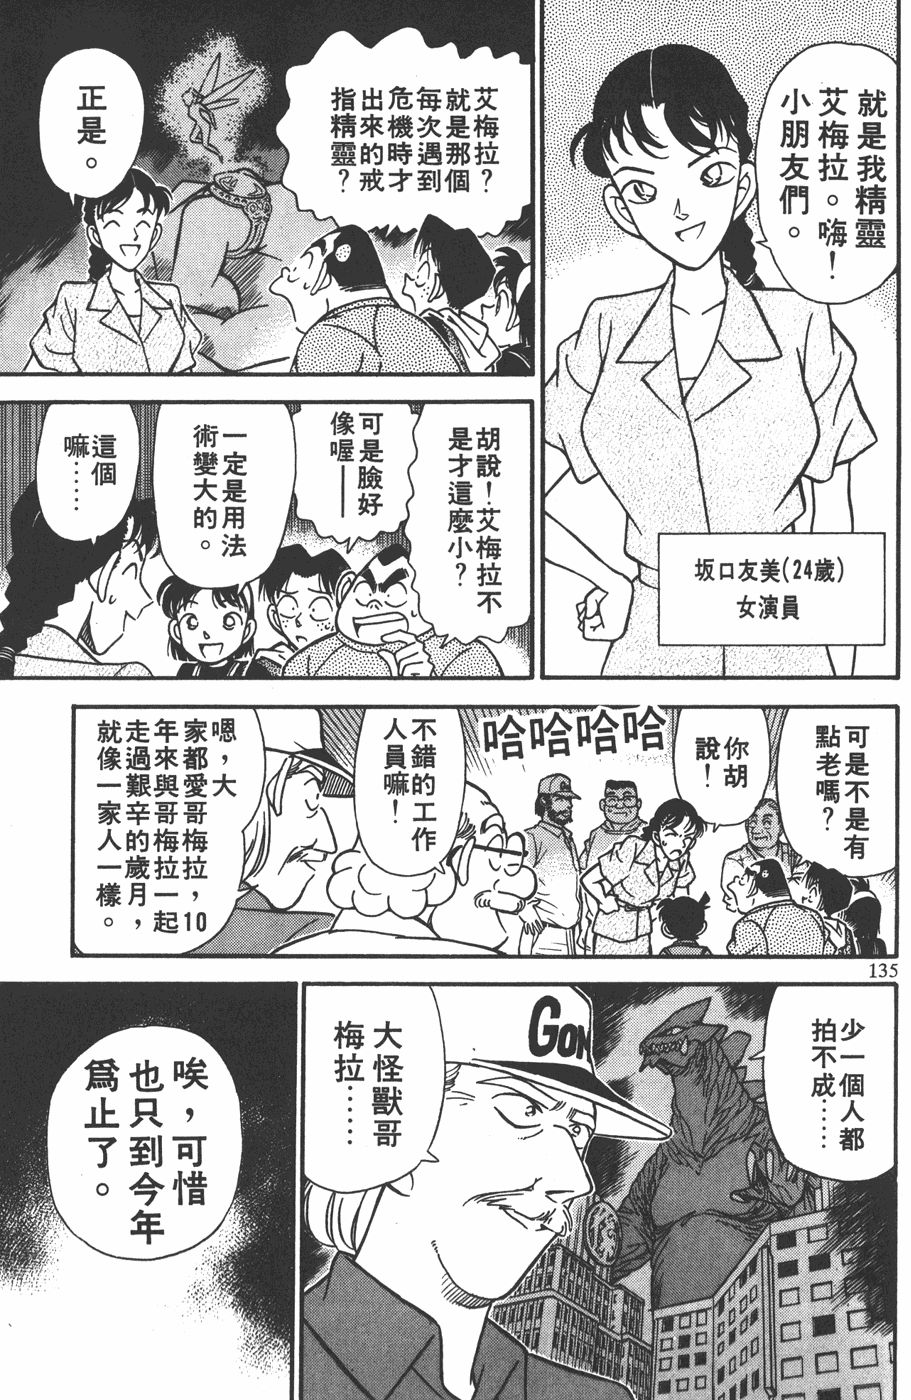 就是我精靈
艾梅拉。嗨!
小朋友們。
坂口友美(24歲)
女演員
艾梅拉?
就是那個
每次遇到
危機時才
出來的戒
指精靈?
正是。
胡說!艾梅拉不
是才這麼小?
可是臉好
像喔——
一定是用法
術變大的。
這個
嘛……
可是不是有
點老嗎?
你胡
說!
哈哈哈哈
不錯的工作
人員嘛!
嗯,大
家都愛哥梅拉,10
年來與哥梅拉一起
走過艱辛的歲月,
就像一家人一樣。
135
少一個人都
拍不成……
GOM
大怪獸哥
梅拉……
唉,可惜
也只到今年
為止了。